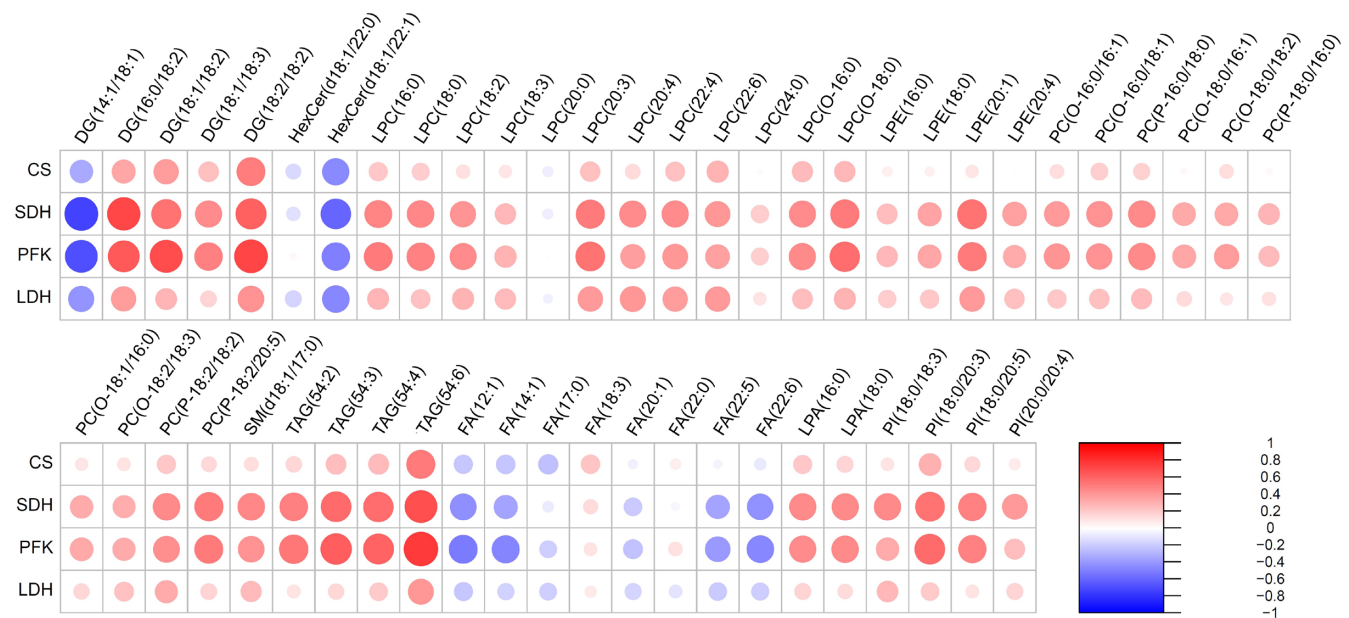 DG(14:1/18:1)
DG(16:0/18:2)
DG(18:1/18:2)
DG(18:1/18:3)
DG(18:2/18:2)
HexCer(d18:1/22:0)
HexCer(d18:1/22:1)
LPC(16:0)
LPC(18:0)
LPC(18:2)
LPC(18:3)
LPC(20:0)
LPC(20:3)
LPC(20:4)
LPC(22:4)
LPC(22:6)
LPC(24:0)
LPC(O-16:0)
LPC(O-18:0)
LPE(16:0)
LPE(18:0)
LPE(20:1)
LPE(20:4)
PC(O-16:0/16:1)
PC(O-16:0/18:1)
PC(P-16:0/18:0)
PC(O-18:0/16:1)
PC(O-18:0/18:2)
PC(P-18:0/16:0)
CS
SDH
PFK
LDH
PC(O-18:1/16:0)
PC(O-18:2/18:3)
PC(P-18:2/18:2)
PC(P-18:2/20:5)
SM(d18:1/17:0)
TAG(54:2)
TAG(54:3)
TAG(54:4)
TAG(54:6)
FA(12:1)
FA(14:1)
FA(17:0)
FA(18:3)
FA(20:1)
FA(22:0)
FA(22:5)
FA(22:6)
LPA(16:0)
LPA(18:0)
PI(18:0/18:3)
PI(18:0/20:3)
PI(18:0/20:5)
PI(20:0/20:4)
CS
SDH
PFK
LDH
1
0.8
0.6
0.4
0.2
0
−0.2
−0.4
−0.6
−0.8
−1